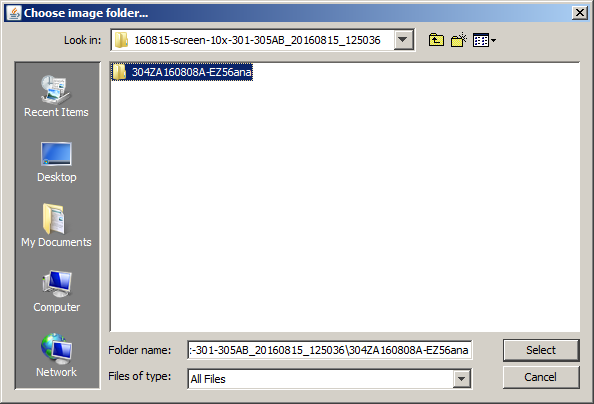 Choose image folder...
Look in: 160815-screen-10x-301-305AB_20160815_125036
304ZA160808A-EZ56ana
Recent Items
Desktop
My Documents
Computer
Network
Folder name: :-301-305AB_20160815_125036\304ZA160808A-EZ56ana
Select
Files of type: All Files
Cancel